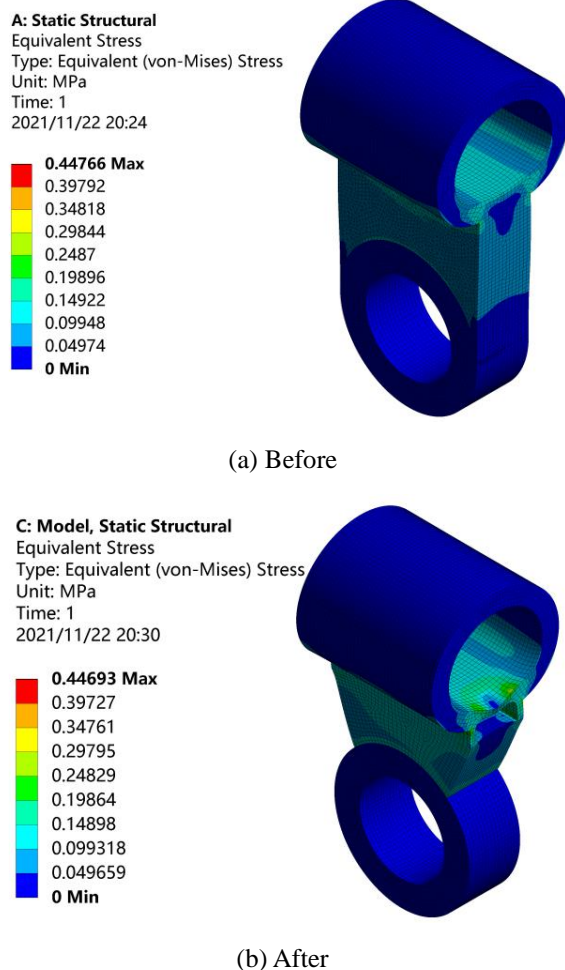 A: Static Structural
Equivalent Stress
Type: Equivalent (von-Mises) Stress
Unit: MPa
Time: 1
2021/11/22 20:24
0.44766 Max
0.39792
0.34818
0.29844
0.2487
0.19896
0.14922
0.09948
0.04974
0 Min
(a) Before
C: Model, Static Structural
Equivalent Stress
Type: Equivalent (von-Mises) Stress
Unit: MPa
Time: 1
2021/11/22 20:30
0.44693 Max
0.39727
0.34761
0.29795
0.24829
0.19864
0.14898
0.099318
0.049659
0 Min
(b) After